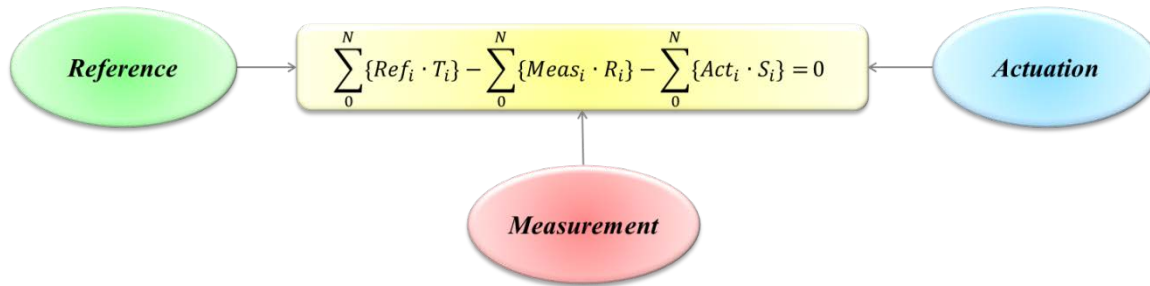 Reference
∑_0^N{Ref_i · T_i} − ∑_0^N{Meas_i · R_i} − ∑_0^N{Act_i · S_i} = 0
Actuation
Measurement